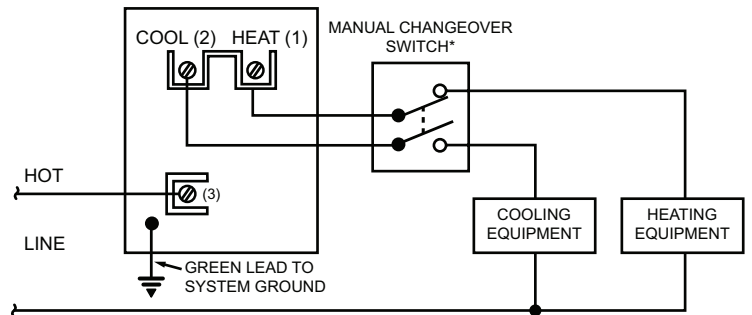 COOL (2) HEAT (1)
MANUAL CHANGEOVER
SWITCH*
HOT
(3)
LINE
GREEN LEAD TO
SYSTEM GROUND
COOLING
EQUIPMENT
HEATING
EQUIPMENT